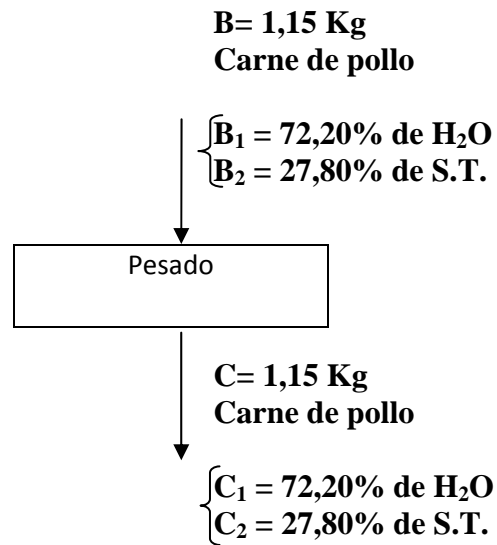 B= 1,15 Kg
Carne de pollo
B₁ = 72,20% de H₂O
B₂ = 27,80% de S.T.
Pesado
C= 1,15 Kg
Carne de pollo
C₁ = 72,20% de H₂O
C₂ = 27,80% de S.T.